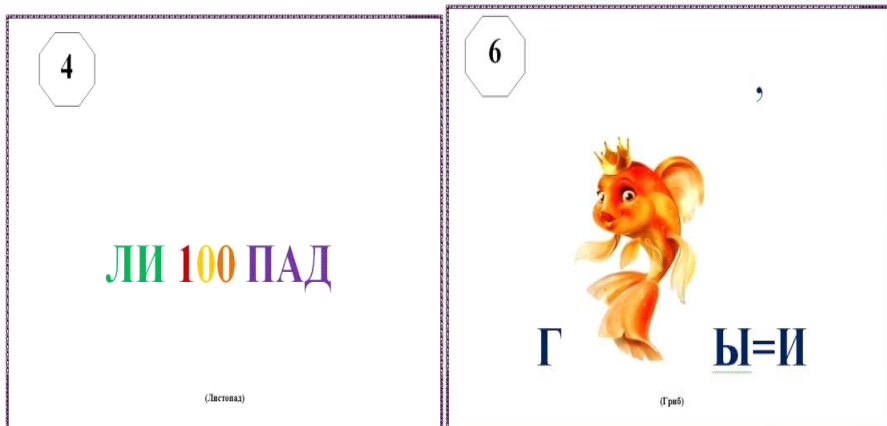 4
ЛИ 100 ПАД
(Листопад)
6
,
Г Ы=И
(Гриб)